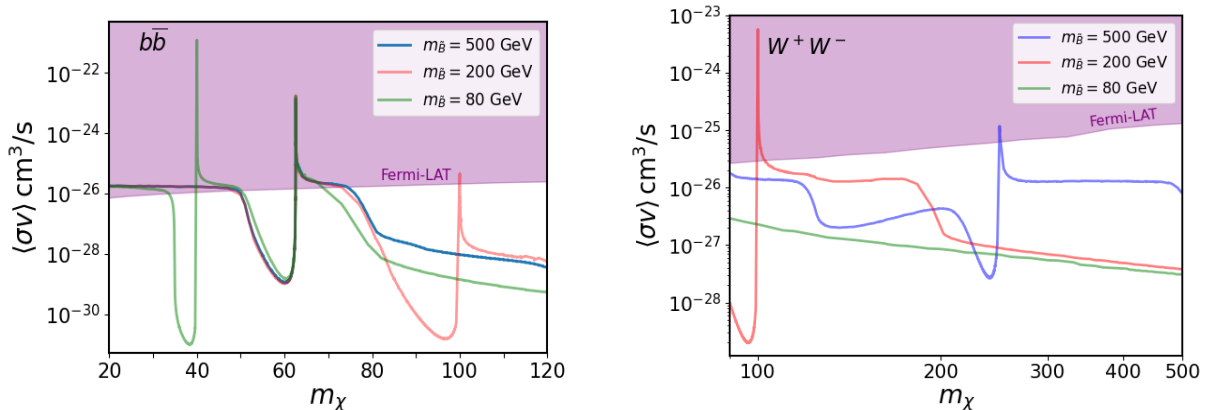 bb̅
m_B̃ = 500 GeV
m_B̃ = 200 GeV
m_B̃ = 80 GeV
Fermi-LAT
10⁻²²
10⁻²⁴
10⁻²⁶
10⁻²⁸
10⁻³⁰
⟨σv⟩ cm³/s
20 40 60 80 100 120
m_χ
W⁺W⁻
m_B̃ = 500 GeV
m_B̃ = 200 GeV
m_B̃ = 80 GeV
Fermi-LAT
10⁻²³
10⁻²⁴
10⁻²⁵
10⁻²⁶
10⁻²⁷
10⁻²⁸
⟨σv⟩ cm³/s
100 200 300 400 500
m_χ